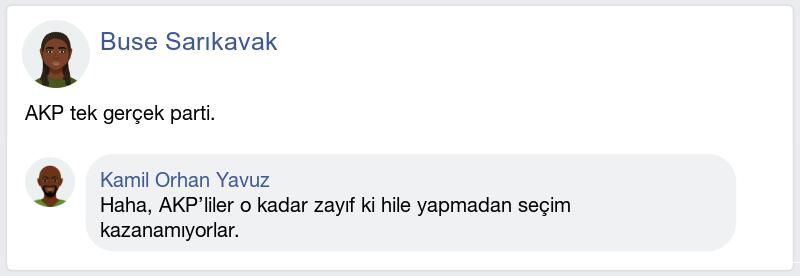 Buse Sarıkavak
AKP tek gerçek parti.
Kamil Orhan Yavuz
Haha, AKP’liler o kadar zayıf ki hile yapmadan seçim
kazanamıyorlar.